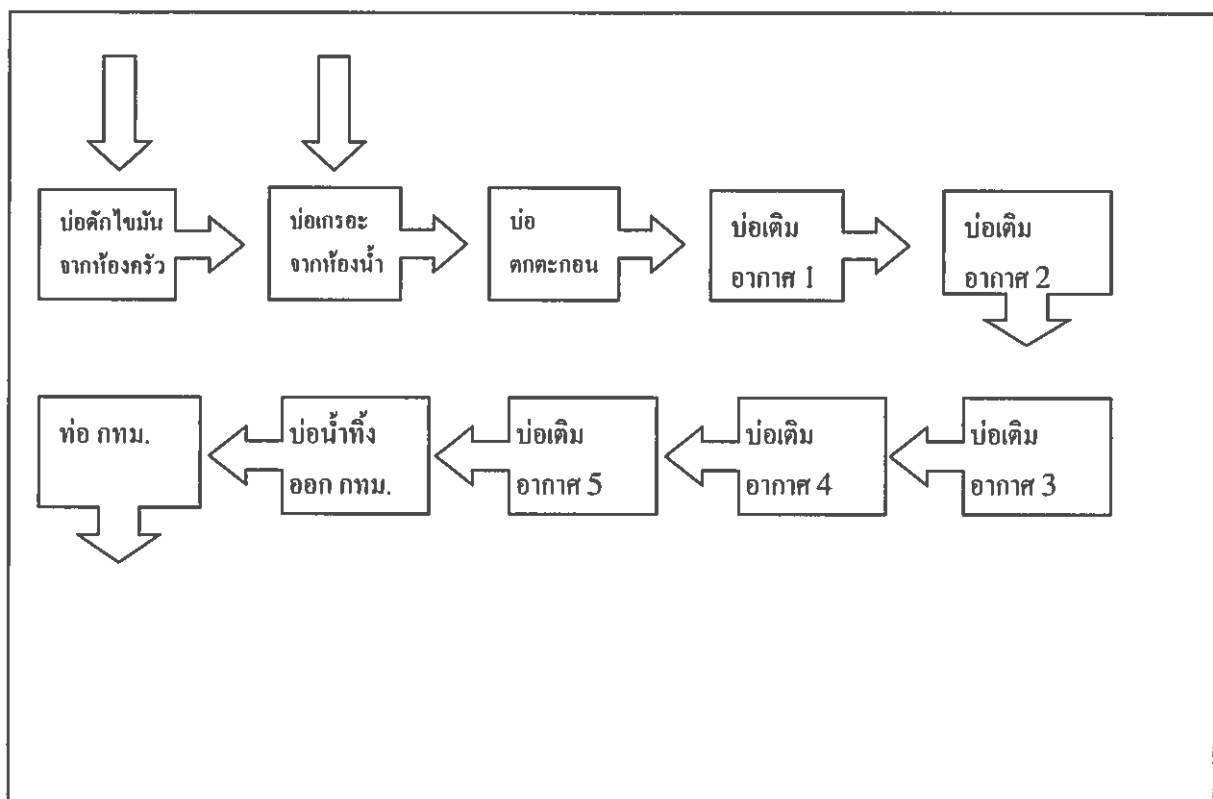 บ่อดักไขมัน
จากห้องครัว
บ่อเกรอะ
จากห้องน้ำ
บ่อ
ตกตะกอน
บ่อเติม
อากาศ 1
บ่อเติม
อากาศ 2
ท่อ กทม.
บ่อน้ำทิ้ง
ออก กทม.
บ่อเติม
อากาศ 5
บ่อเติม
อากาศ 4
บ่อเติม
อากาศ 3